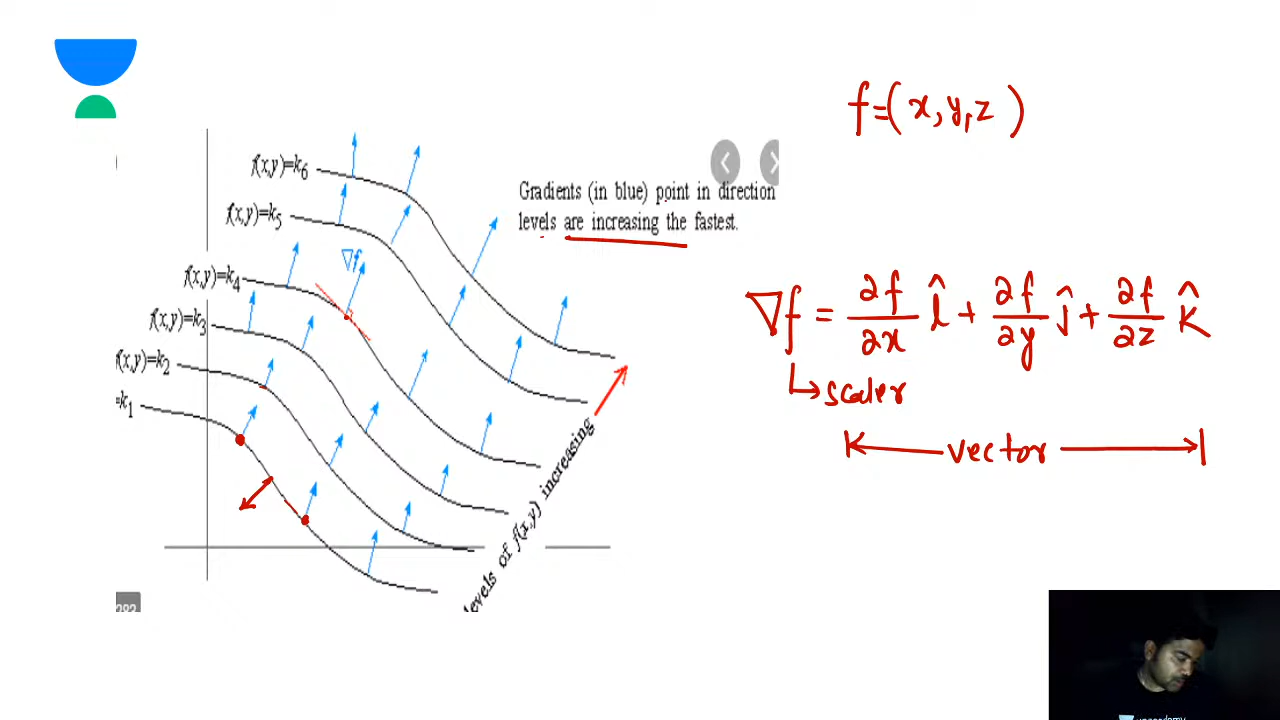 f=(x,y,z)
f(x,y)=k6
Gradients (in blue) point in direction
levels are increasing the fastest.
f(x,y)=k5
∇f
f(x,y)=k4
f(x,y)=k3
f(x,y)=k2
=k1
∇f = ∂f/∂x î + ∂f/∂y ĵ + ∂f/∂z k̂
↳ scaler
vector
levels of f(x,y) increasing